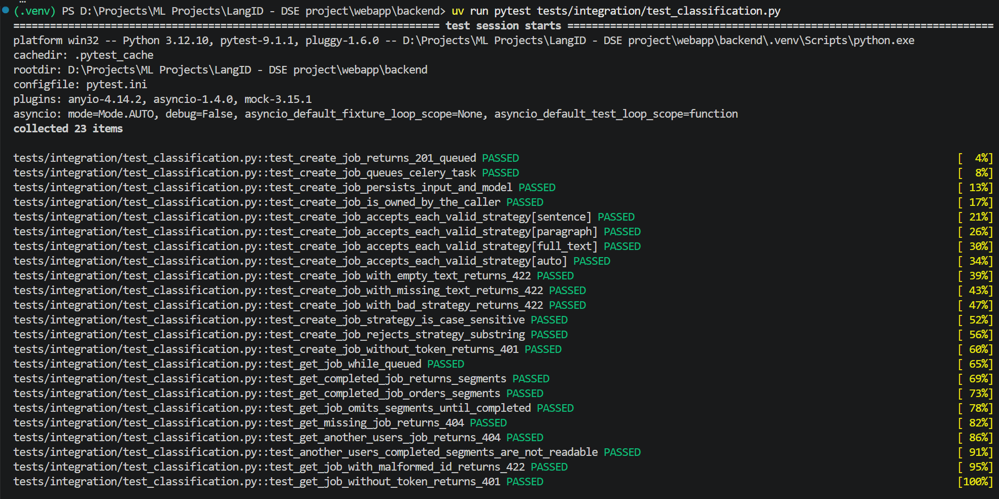 ...
(.venv) PS D:\Projects\ML Projects\LangID - DSE project\webapp\backend> uv run pytest tests/integration/test_classification.py
====================================================================== test session starts ======================================================================
platform win32 -- Python 3.12.10, pytest-9.1.1, pluggy-1.6.0 -- D:\Projects\ML Projects\LangID - DSE project\webapp\backend\.venv\Scripts\python.exe
cachedir: .pytest_cache
rootdir: D:\Projects\ML Projects\LangID - DSE project\webapp\backend
configfile: pytest.ini
plugins: anyio-4.14.2, asyncio-1.4.0, mock-3.15.1
asyncio: mode=Mode.AUTO, debug=False, asyncio_default_fixture_loop_scope=None, asyncio_default_test_loop_scope=function
collected 23 items
tests/integration/test_classification.py::test_create_job_returns_201_queued PASSED [  4%]
tests/integration/test_classification.py::test_create_job_queues_celery_task PASSED [  8%]
tests/integration/test_classification.py::test_create_job_persists_input_and_model PASSED [ 13%]
tests/integration/test_classification.py::test_create_job_is_owned_by_the_caller PASSED [ 17%]
tests/integration/test_classification.py::test_create_job_accepts_each_valid_strategy[sentence] PASSED [ 21%]
tests/integration/test_classification.py::test_create_job_accepts_each_valid_strategy[paragraph] PASSED [ 26%]
tests/integration/test_classification.py::test_create_job_accepts_each_valid_strategy[full_text] PASSED [ 30%]
tests/integration/test_classification.py::test_create_job_accepts_each_valid_strategy[auto] PASSED [ 34%]
tests/integration/test_classification.py::test_create_job_with_empty_text_returns_422 PASSED [ 39%]
tests/integration/test_classification.py::test_create_job_with_missing_text_returns_422 PASSED [ 43%]
tests/integration/test_classification.py::test_create_job_with_bad_strategy_returns_422 PASSED [ 47%]
tests/integration/test_classification.py::test_create_job_strategy_is_case_sensitive PASSED [ 52%]
tests/integration/test_classification.py::test_create_job_rejects_strategy_substring PASSED [ 56%]
tests/integration/test_classification.py::test_create_job_without_token_returns_401 PASSED [ 60%]
tests/integration/test_classification.py::test_get_job_while_queued PASSED [ 65%]
tests/integration/test_classification.py::test_get_completed_job_returns_segments PASSED [ 69%]
tests/integration/test_classification.py::test_get_completed_job_orders_segments PASSED [ 73%]
tests/integration/test_classification.py::test_get_job_omits_segments_until_completed PASSED [ 78%]
tests/integration/test_classification.py::test_get_missing_job_returns_404 PASSED [ 82%]
tests/integration/test_classification.py::test_get_another_users_job_returns_404 PASSED [ 86%]
tests/integration/test_classification.py::test_another_users_completed_segments_are_not_readable PASSED [ 91%]
tests/integration/test_classification.py::test_get_job_with_malformed_id_returns_422 PASSED [ 95%]
tests/integration/test_classification.py::test_get_job_without_token_returns_401 PASSED [100%]